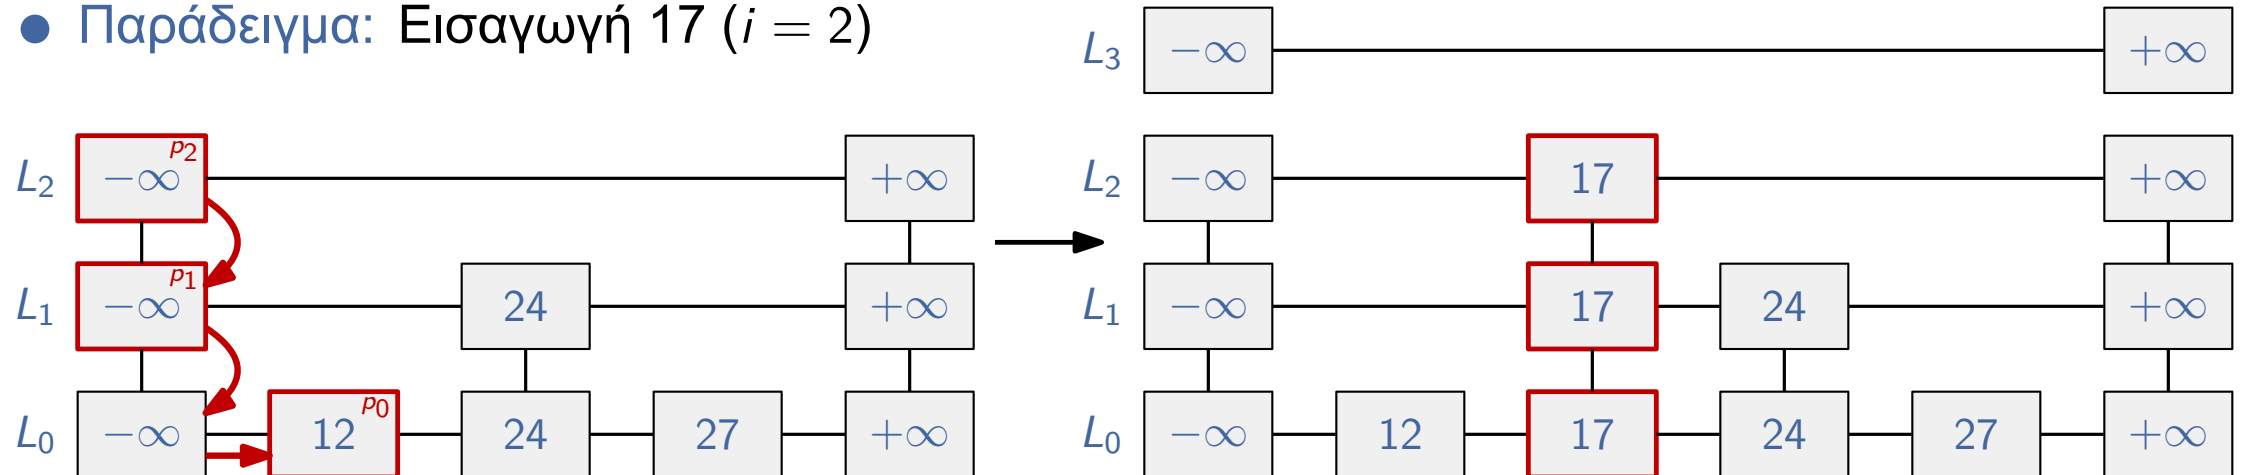 ● Παράδειγμα: Εισαγωγή 17 (i = 2)
L₃ −∞ +∞
L₂ −∞ p₂ +∞
L₁ −∞ p₁ 24 +∞
L₀ −∞ 12 p₀ 24 27 +∞
L₂ −∞ 17 +∞
L₁ −∞ 17 24 +∞
L₀ −∞ 12 17 24 27 +∞